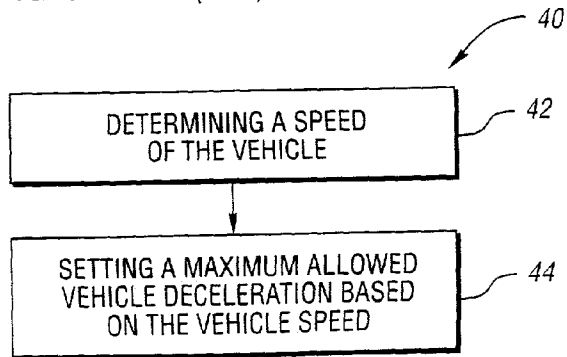 40
DETERMINING A SPEED
OF THE VEHICLE
42
SETTING A MAXIMUM ALLOWED
VEHICLE DECELERATION BASED
ON THE VEHICLE SPEED
44